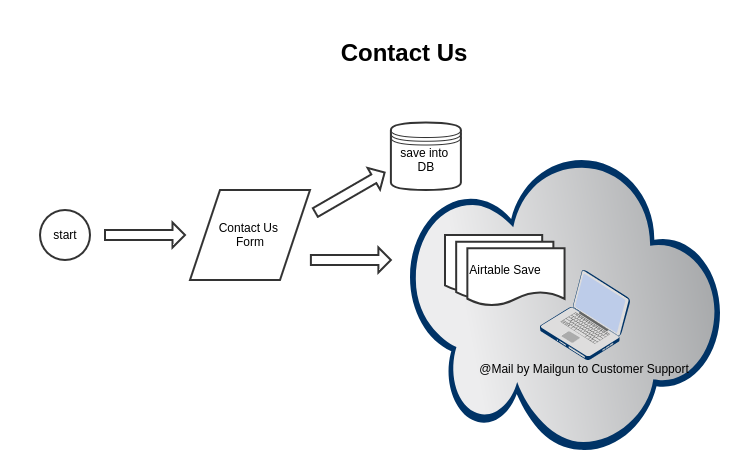 Contact Us
save into
DB
start
Contact Us
Form
Airtable Save
@Mail by Mailgun to Customer Support